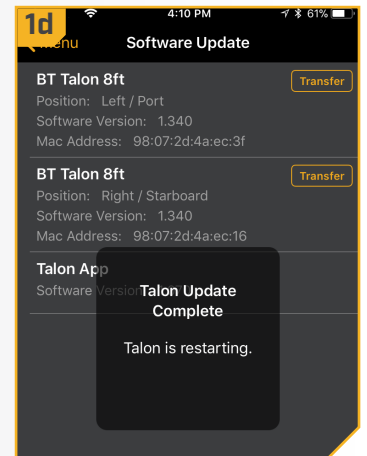 1d
4:10 PM
61%
Menu
Software Update
BT Talon 8ft
Transfer
Position: Left / Port
Software Version: 1.340
Mac Address: 98:07:2d:4a:ec:3f
BT Talon 8ft
Transfer
Position: Right / Starboard
Software Version: 1.340
Mac Address: 98:07:2d:4a:ec:16
Talon App
Software Version
Talon Update
Complete
Talon is restarting.